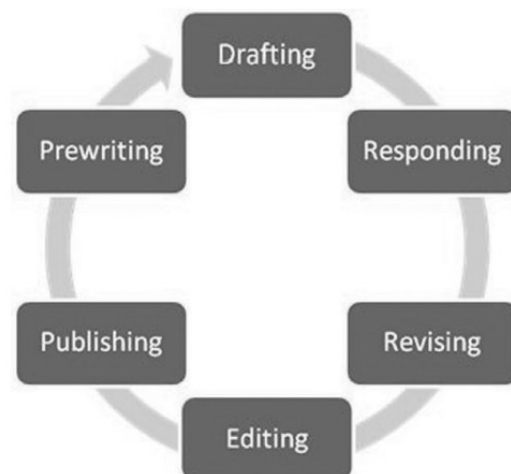 Drafting
Prewriting
Responding
Publishing
Revising
Editing